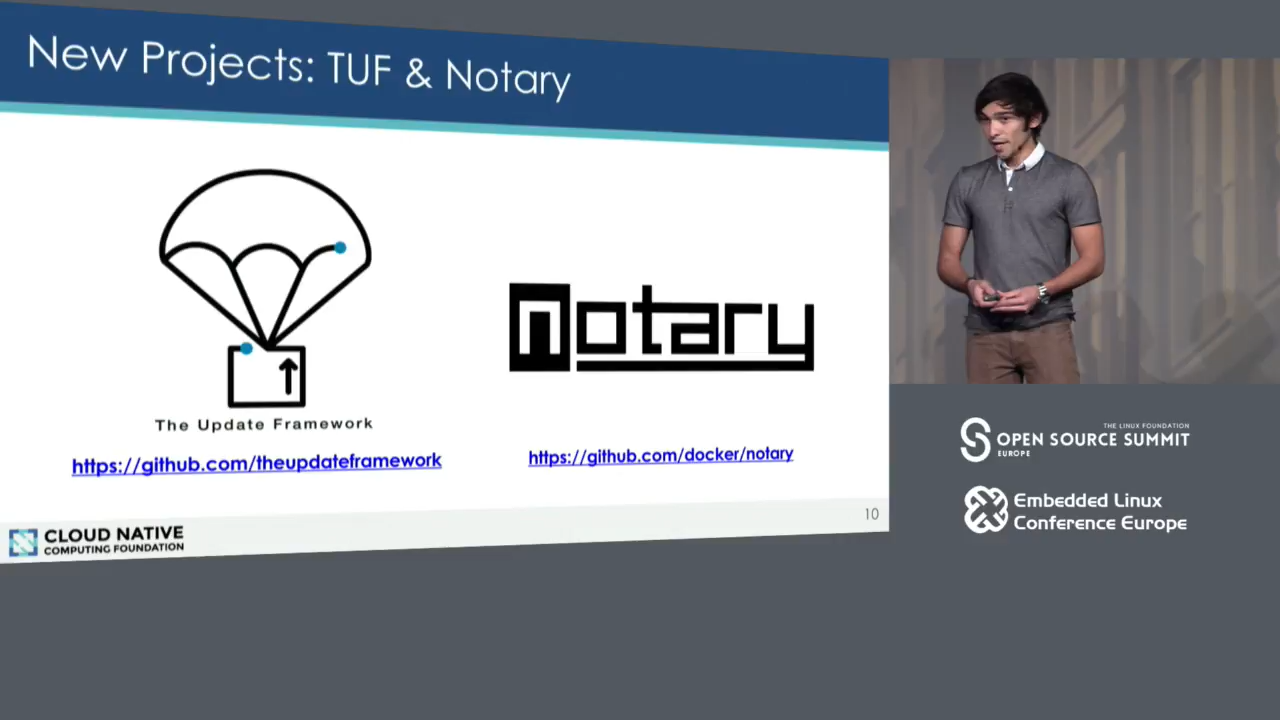 New Projects: TUF & Notary
The Update Framework
https://github.com/theupdateframework
notary
https://github.com/docker/notary
10
CLOUD NATIVE
COMPUTING FOUNDATION
THE LINUX FOUNDATION
OPEN SOURCE SUMMIT
EUROPE
Embedded Linux
Conference Europe